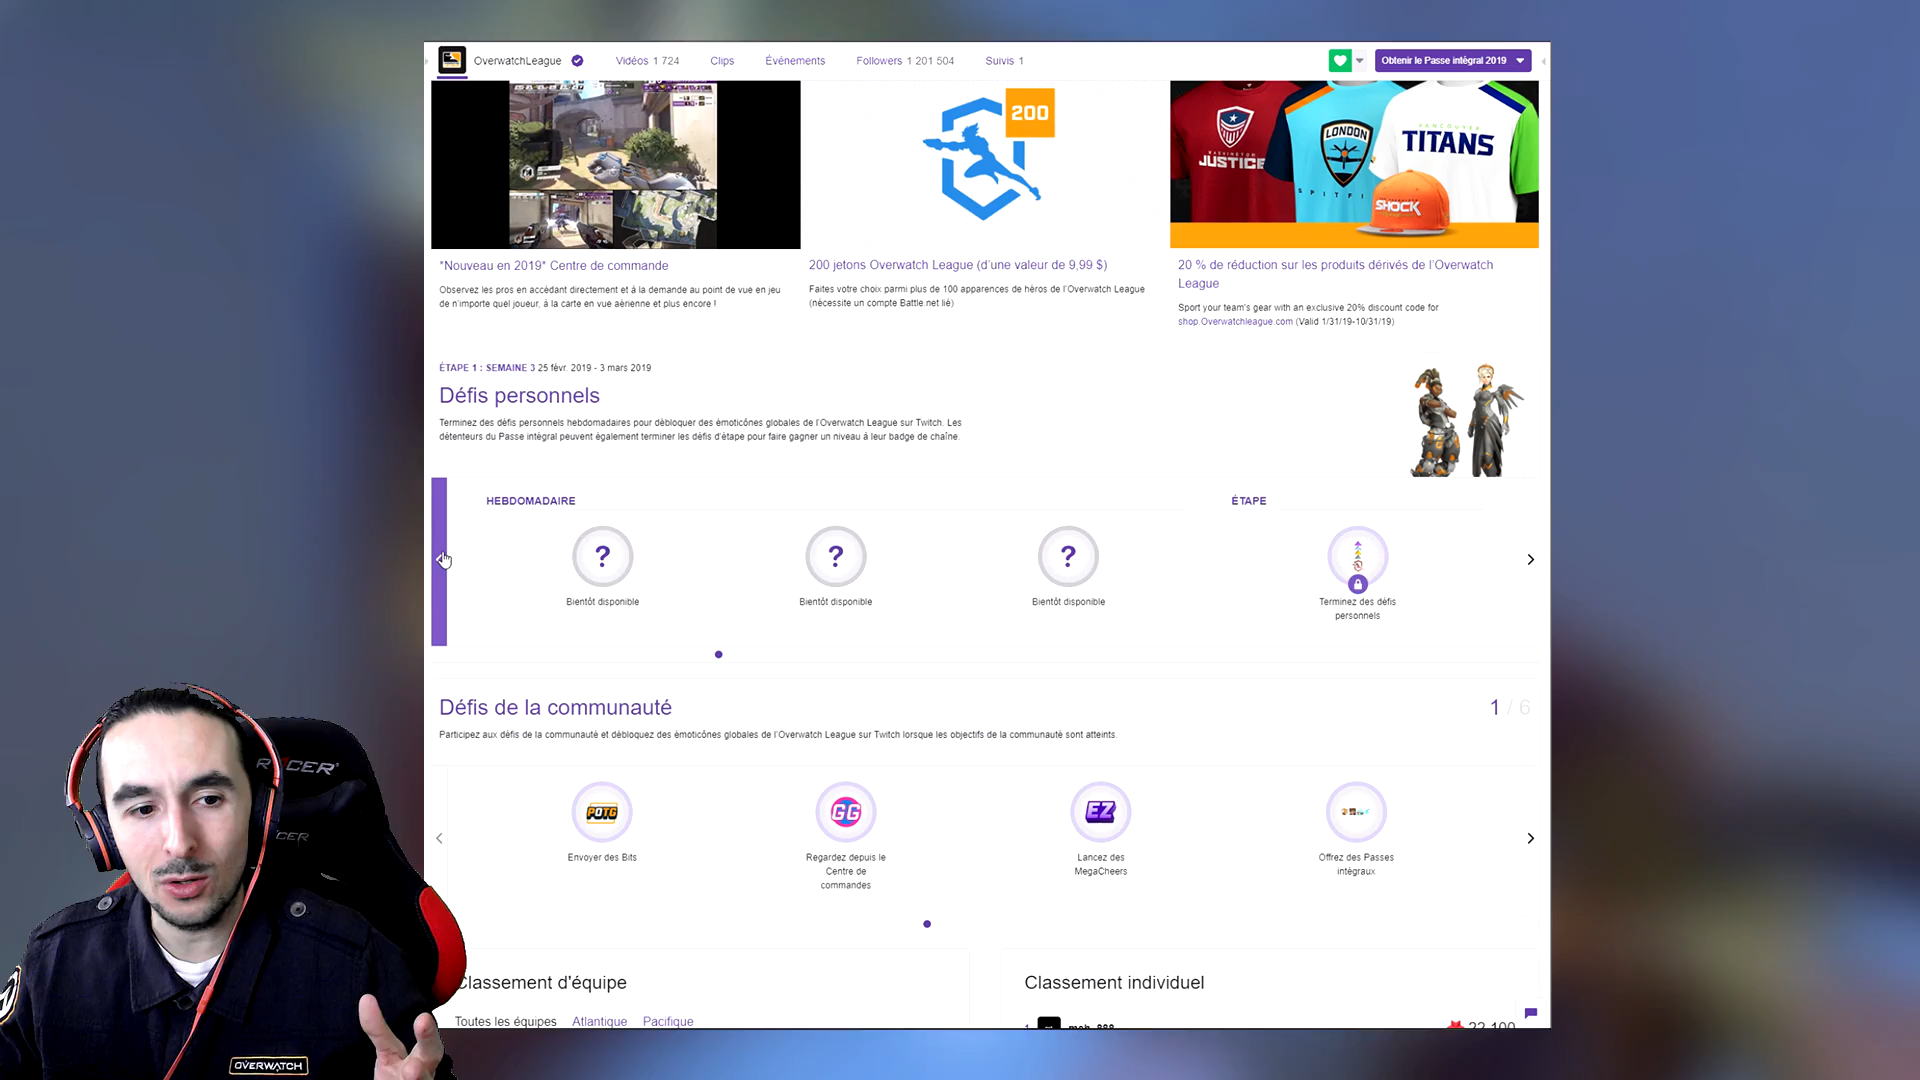 OverwatchLeague
Vidéos 1 724
Clips
Événements
Followers 1 201 504
Suivis 1
Obtenir le Passe intégral 2019
200
WASHINGTON
JUSTICE
LONDON
SPITFI
VANCOUVER
TITANS
SHOCK
*Nouveau en 2019* Centre de commande
Observez les pros en accédant directement et à la demande au point de vue en jeu
de n'importe quel joueur, à la carte en vue aérienne et plus encore !
200 jetons Overwatch League (d'une valeur de 9,99 $)
Faites votre choix parmi plus de 100 apparences de héros de l'Overwatch League
(nécessite un compte Battle.net lié)
20 % de réduction sur les produits dérivés de l'Overwatch
League
Sport your team's gear with an exclusive 20% discount code for
shop.Overwatchleague.com (Valid 1/31/19-10/31/19)
ÉTAPE 1 : SEMAINE 3 25 févr. 2019 - 3 mars 2019
Défis personnels
Terminez des défis personnels hebdomadaires pour débloquer des émoticônes globales de l'Overwatch League sur Twitch. Les
détenteurs du Passe intégral peuvent également terminer les défis d'étape pour faire gagner un niveau à leur badge de chaîne.
HEBDOMADAIRE
ÉTAPE
?
?
?
Bientôt disponible
Bientôt disponible
Bientôt disponible
Terminez des défis
personnels
Défis de la communauté
1 / 6
Participez aux défis de la communauté et débloquez des émoticônes globales de l'Overwatch League sur Twitch lorsque les objectifs de la communauté sont atteints.
POTG
GG
EZ
Envoyer des Bits
Regardez depuis le
Centre de
commandes
Lancez des
MegaCheers
Offrez des Passes
intégraux
Classement d'équipe
Toutes les équipes
Atlantique
Pacifique
Classement individuel
1
22 100
RACER
CER
OVERWATCH